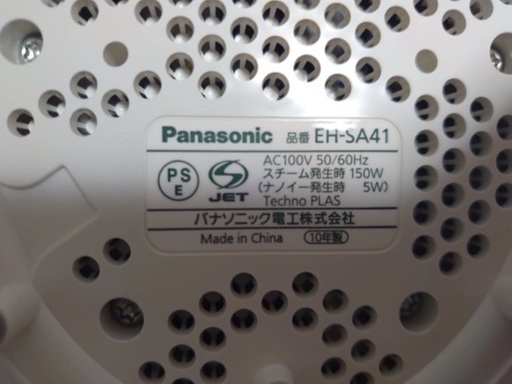 Panasonic 品番 EH-SA41
PS
E
S
JET
AC100V 50/60Hz
スチーム発生時 150W
(ナノイー発生時 5W)
Techno PLAS
パナソニック電工株式会社
Made in China 10年製